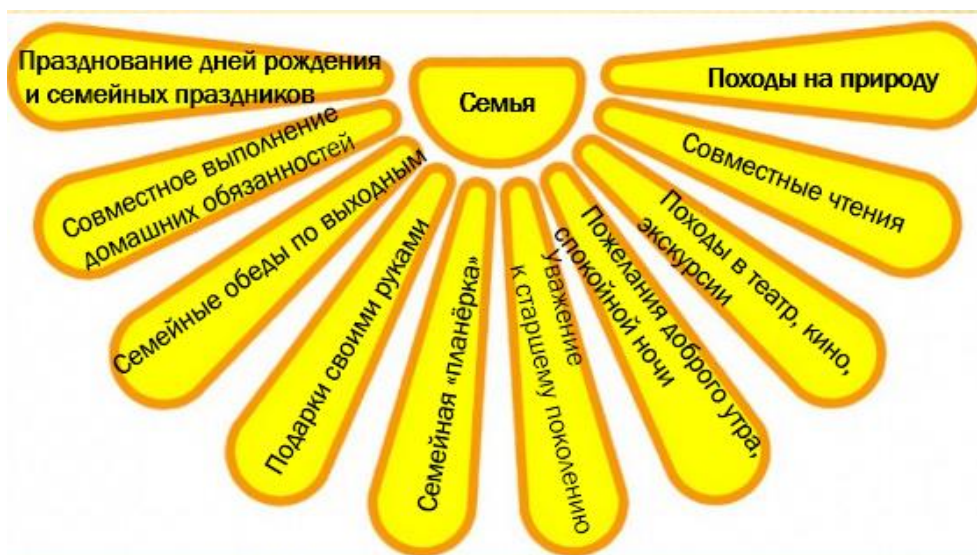 Семья
Празднование дней рождения
и семейных праздников
Совместное выполнение
домашних обязанностей
Семейные обеды по выходным
Подарки своими руками
Семейная «планёрка»
Уважение
к старшему поколению
Пожелания доброго утра,
спокойной ночи
Походы в театр, кино,
экскурсии
Совместные чтения
Походы на природу